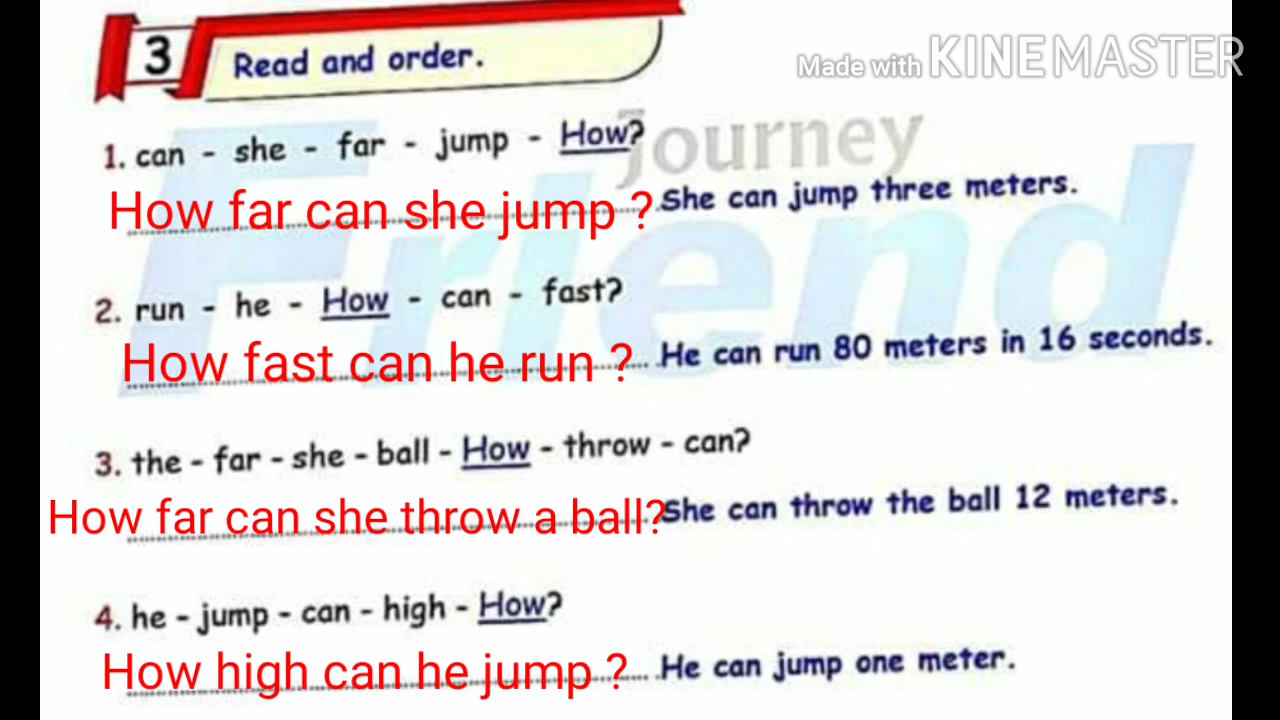 Made with KINEMASTER
3 Read and order.
Journey
Friend
1. can - she - far - jump - How?
How far can she jump ? She can jump three meters.
2. run - he - How - can - fast?
How fast can he run ? He can run 80 meters in 16 seconds.
3. the - far - she - ball - How - throw - can?
How far can she throw a ball? She can throw the ball 12 meters.
4. he - jump - can - high - How?
How high can he jump ? He can jump one meter.